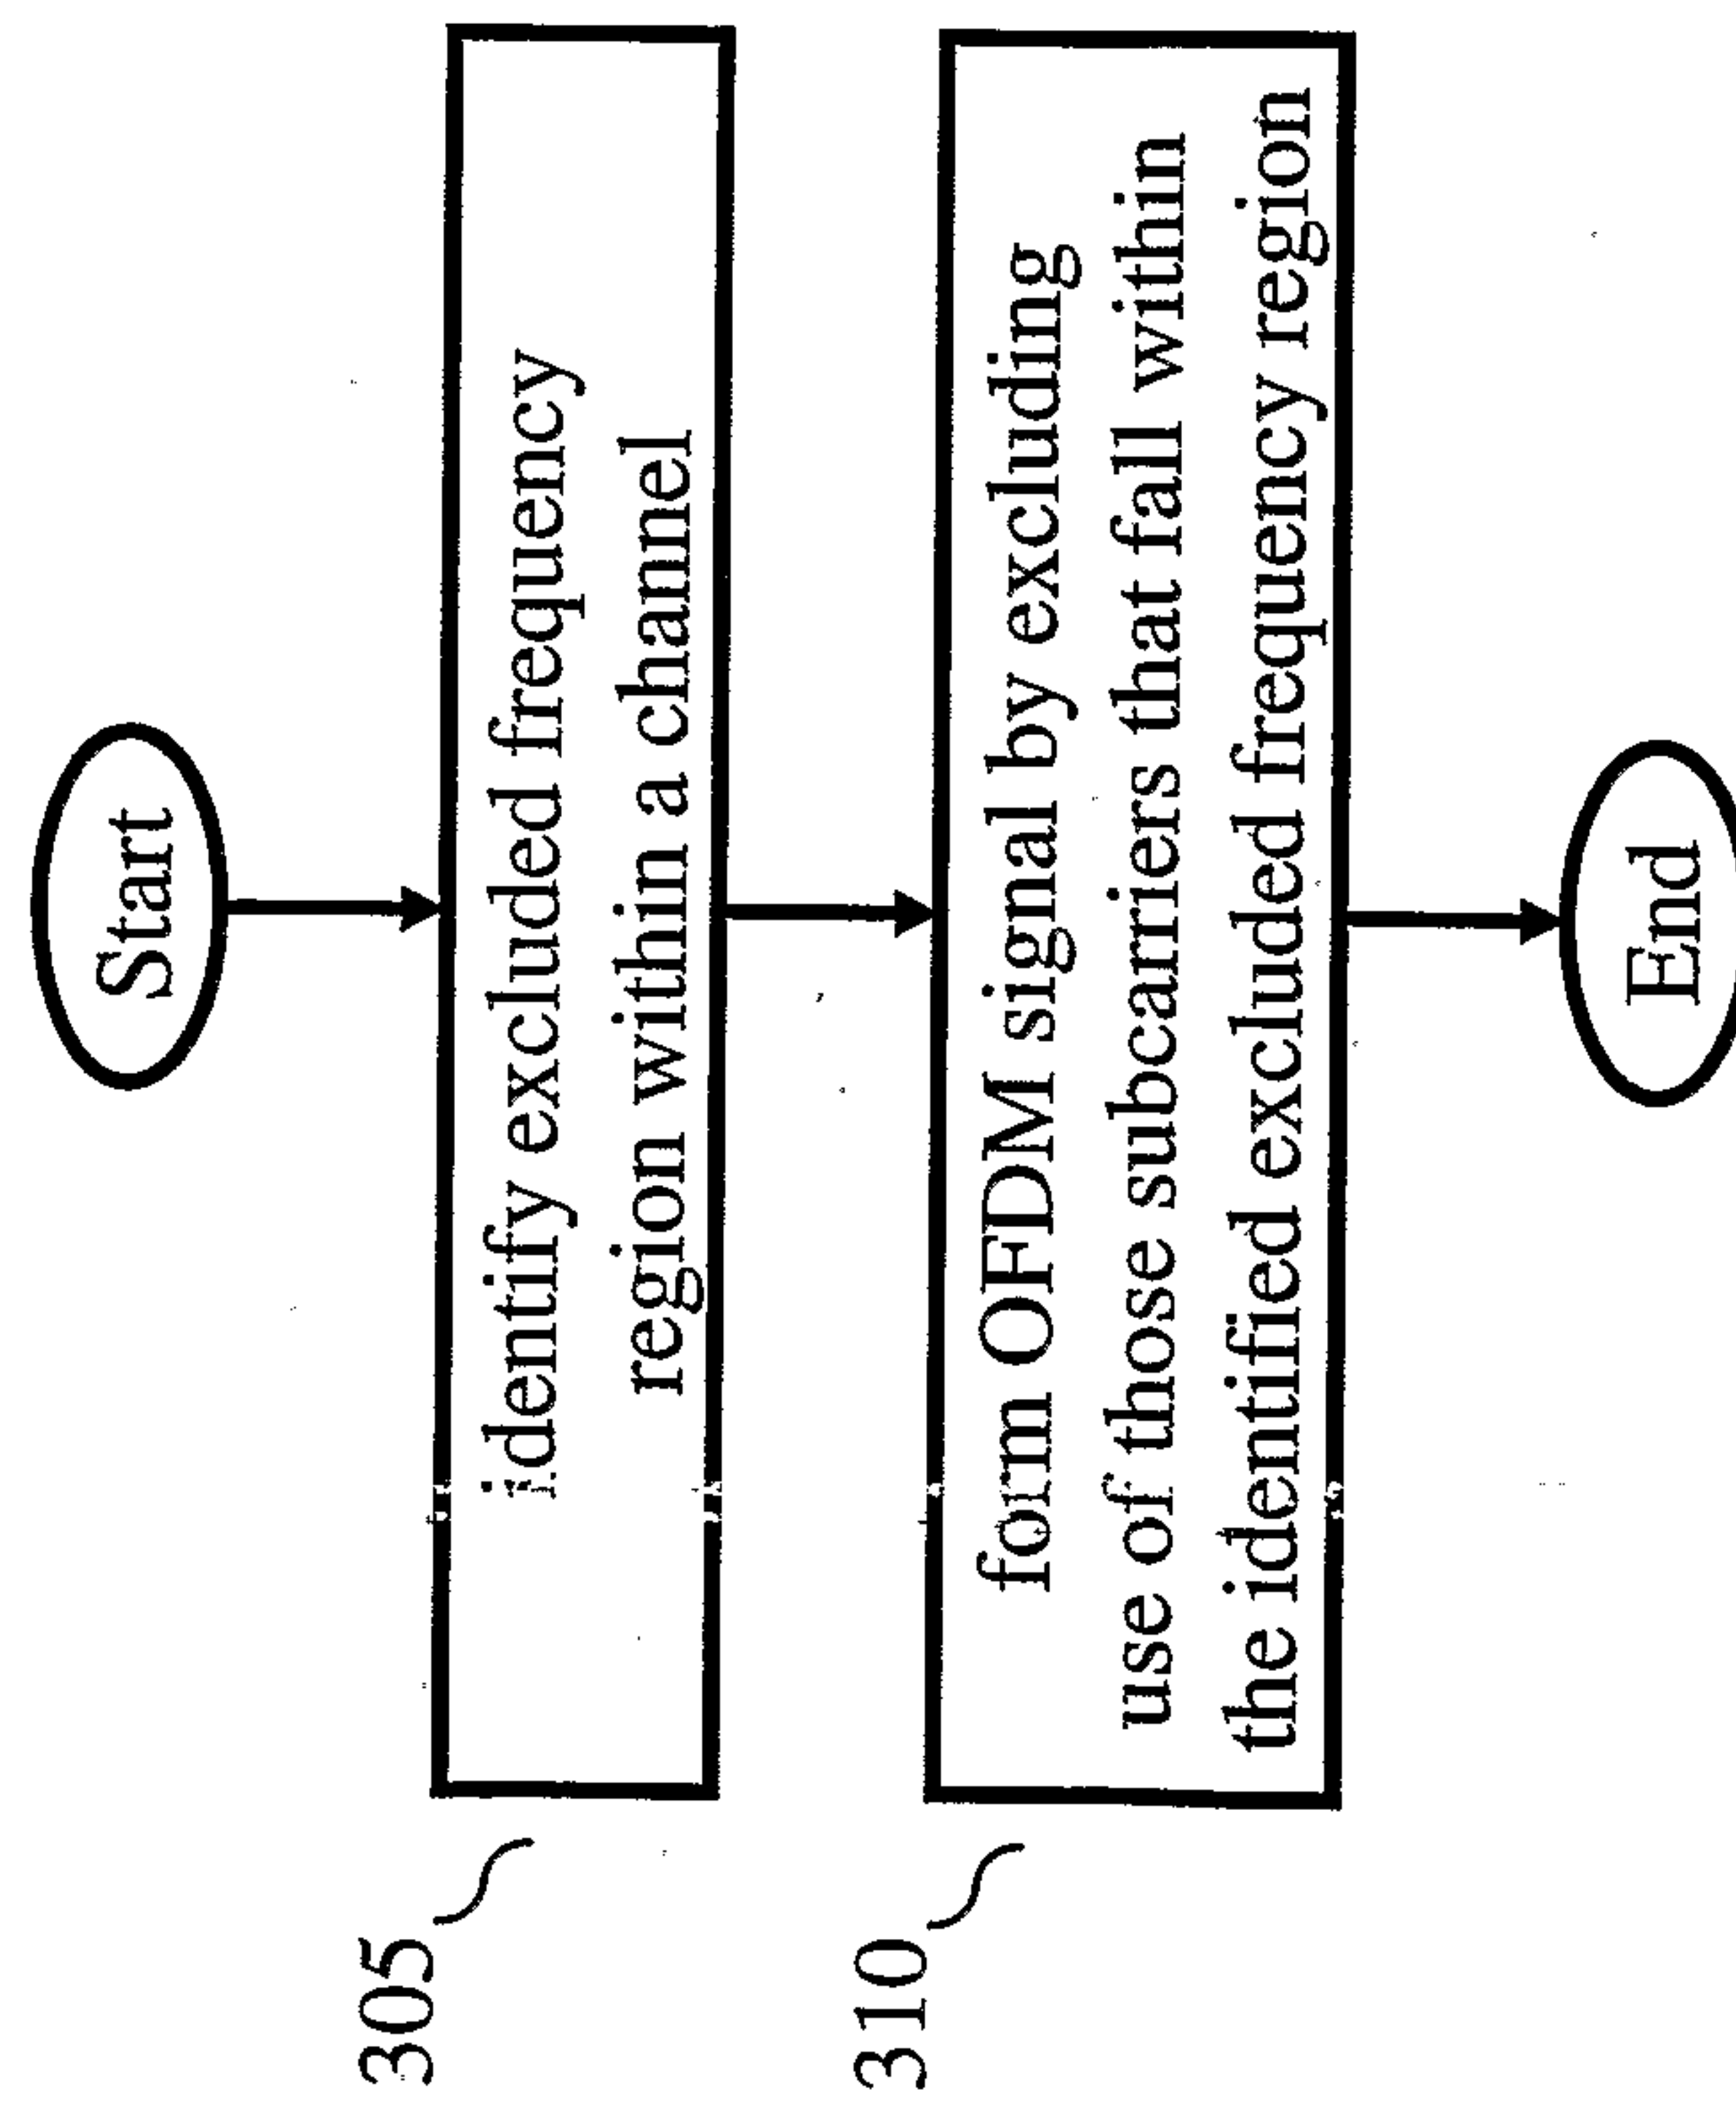 Start
305
identify excluded frequency
region within a channel
310
form OFDM signal by excluding
use of those subcarriers that fall within
the identified excluded frequency region
End